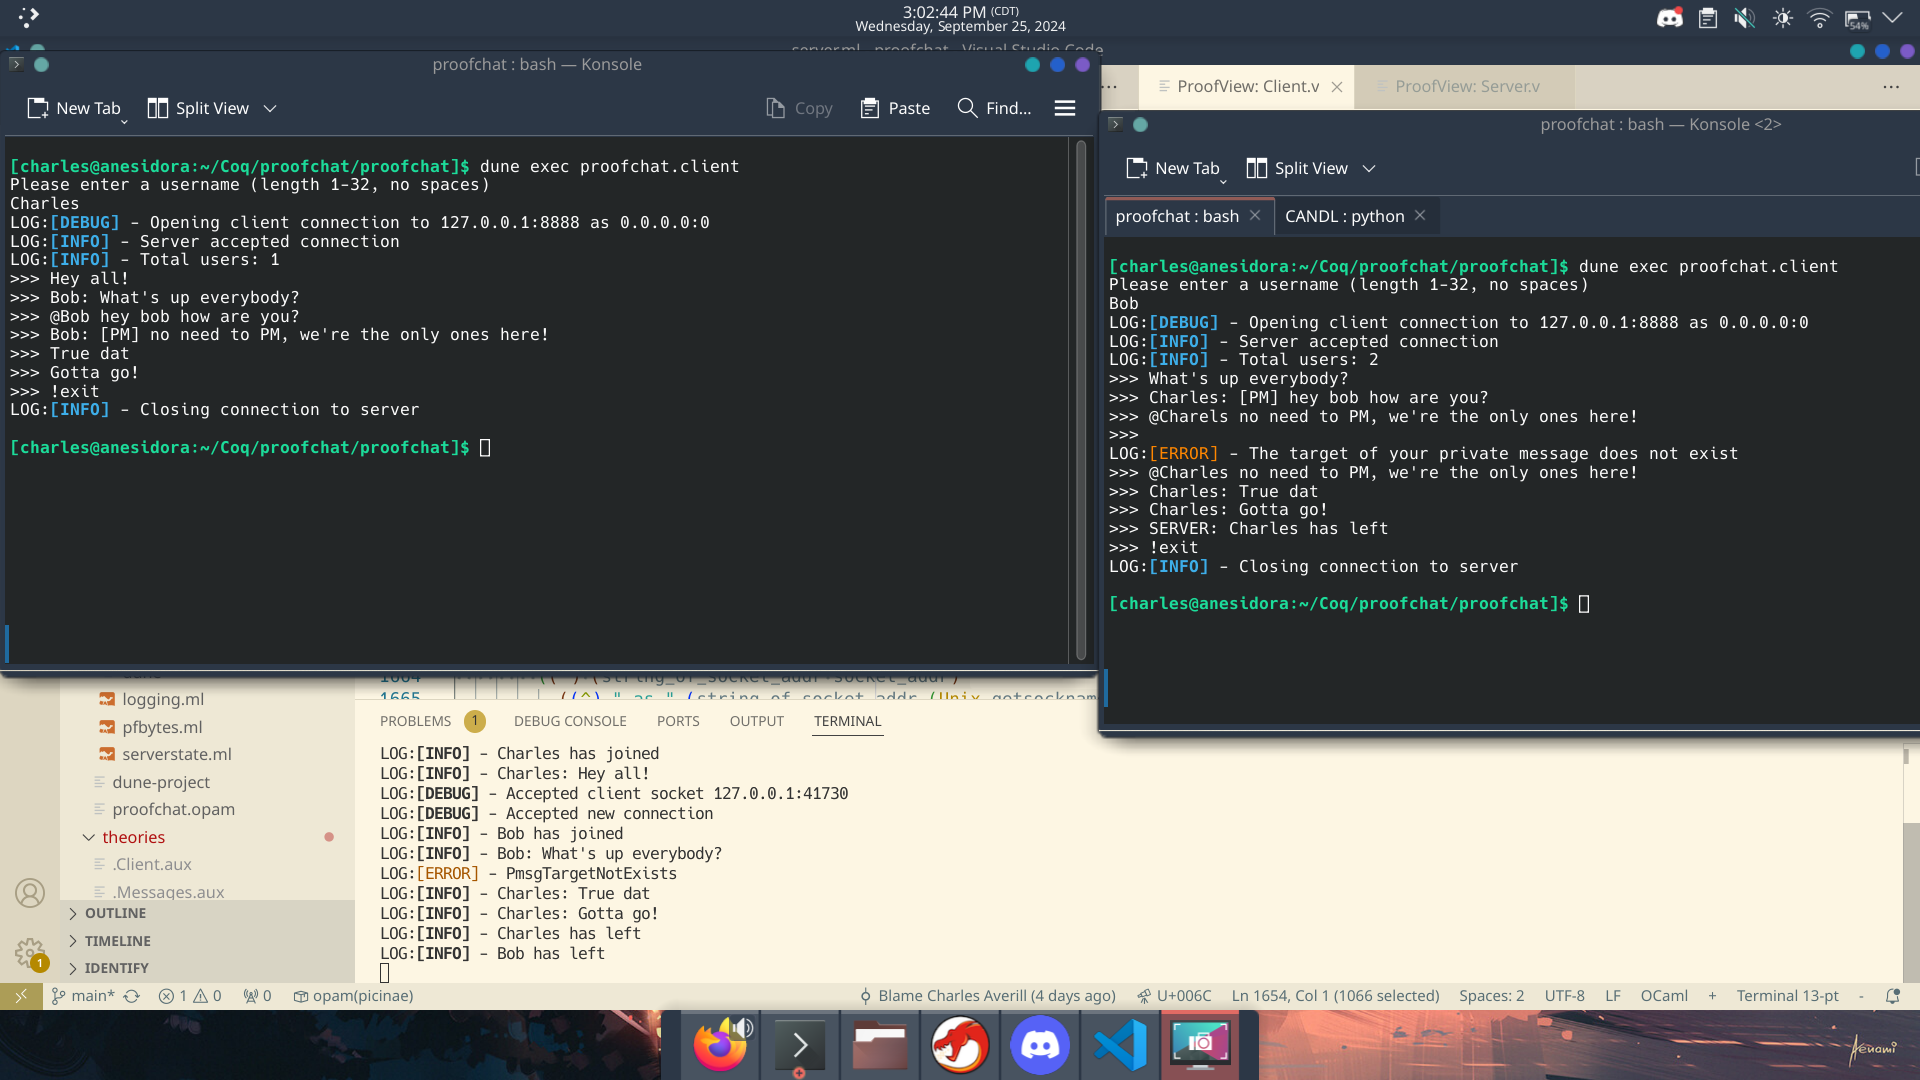 3:02:44 PM (CDT)
Wednesday, September 25, 2024
54%
server.ml - proofchat - Visual Studio Code
proofchat : bash — Konsole
New Tab
Split View
Copy
Paste
Find...
[charles@anesidora:~/Coq/proofchat/proofchat]$ dune exec proofchat.client
Please enter a username (length 1-32, no spaces)
Charles
LOG:[DEBUG] - Opening client connection to 127.0.0.1:8888 as 0.0.0.0:0
LOG:[INFO] - Server accepted connection
LOG:[INFO] - Total users: 1
>>> Hey all!
>>> Bob: What's up everybody?
>>> @Bob hey bob how are you?
>>> Bob: [PM] no need to PM, we're the only ones here!
>>> True dat
>>> Gotta go!
>>> !exit
LOG:[INFO] - Closing connection to server
[charles@anesidora:~/Coq/proofchat/proofchat]$
ProofView: Client.v
ProofView: Server.v
proofchat : bash — Konsole <2>
New Tab
Split View
proofchat : bash
CANDL : python
[charles@anesidora:~/Coq/proofchat/proofchat]$ dune exec proofchat.client
Please enter a username (length 1-32, no spaces)
Bob
LOG:[DEBUG] - Opening client connection to 127.0.0.1:8888 as 0.0.0.0:0
LOG:[INFO] - Server accepted connection
LOG:[INFO] - Total users: 2
>>> What's up everybody?
>>> Charles: [PM] hey bob how are you?
>>> @Charels no need to PM, we're the only ones here!
>>>
LOG:[ERROR] - The target of your private message does not exist
>>> @Charles no need to PM, we're the only ones here!
>>> Charles: True dat
>>> Charles: Gotta go!
>>> SERVER: Charles has left
>>> !exit
LOG:[INFO] - Closing connection to server
[charles@anesidora:~/Coq/proofchat/proofchat]$
1664
1665 ((^) " as " (string_of_socket_addr (Unix.getsockname
logging.ml
pfbytes.ml
serverstate.ml
dune-project
proofchat.opam
theories
.Client.aux
.Messages.aux
OUTLINE
TIMELINE
IDENTIFY
1
PROBLEMS 1 DEBUG CONSOLE PORTS OUTPUT TERMINAL
LOG:[INFO] - Charles has joined
LOG:[INFO] - Charles: Hey all!
LOG:[DEBUG] - Accepted client socket 127.0.0.1:41730
LOG:[DEBUG] - Accepted new connection
LOG:[INFO] - Bob has joined
LOG:[INFO] - Bob: What's up everybody?
LOG:[ERROR] - PmsgTargetNotExists
LOG:[INFO] - Charles: True dat
LOG:[INFO] - Charles: Gotta go!
LOG:[INFO] - Charles has left
LOG:[INFO] - Bob has left
main* 1 0 0 opam(picinae) Blame Charles Averill (4 days ago) U+006C Ln 1654, Col 1 (1066 selected) Spaces: 2 UTF-8 LF OCaml + Terminal 13-pt -